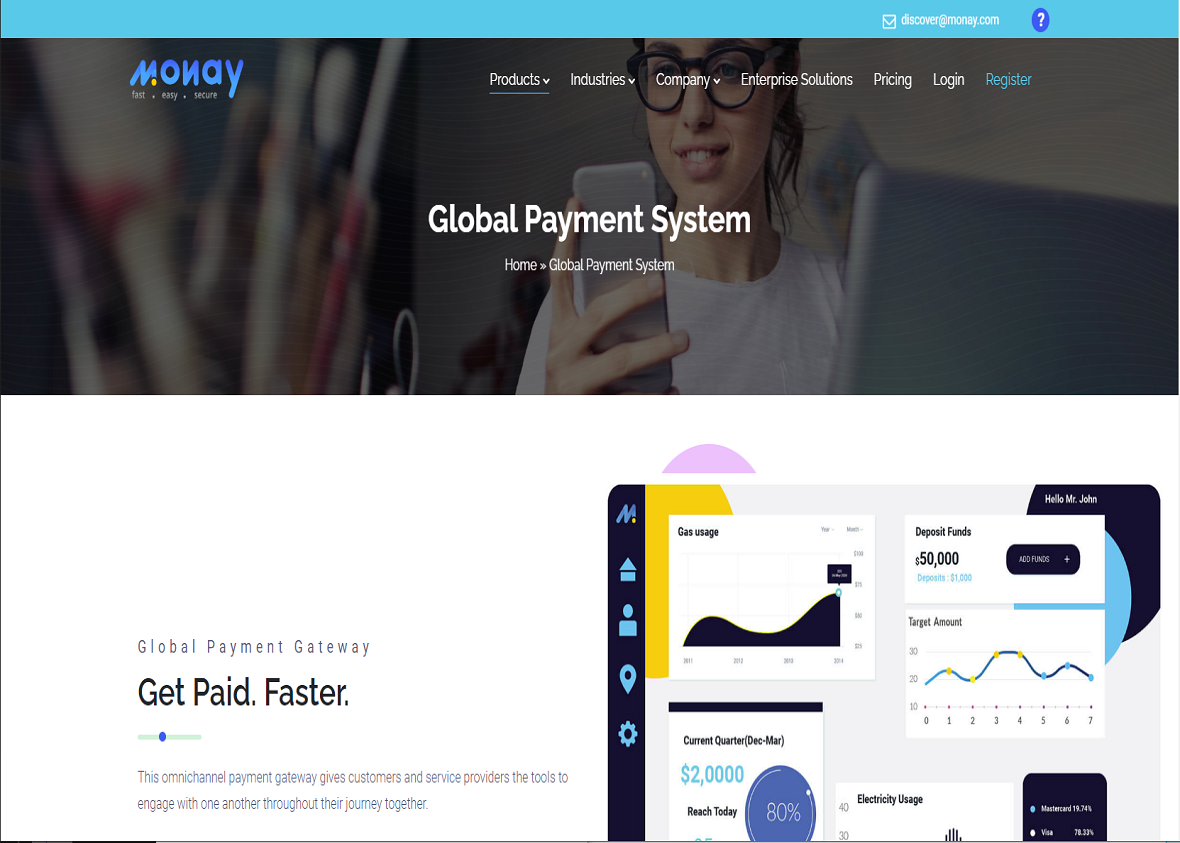 discover@monay.com
?
monay
fast . easy . secure
Products
Industries
Company
Enterprise Solutions
Pricing
Login
Register
Global Payment System
Home » Global Payment System
Global Payment Gateway
Get Paid. Faster.
This omnichannel payment gateway gives customers and service providers the tools to
engage with one another throughout their journey together.
M.
Hello Mr. John
Gas usage
Year
Month
$100
$75
$50
$25
2011
2012
2013
2014
Deposit Funds
$50,000
Deposits : $1,000
ADD FUNDS +
Target Amount
30
20
10
0 1 2 3 4 5 6 7
Current Quarter(Dec-Mar)
$2,0000
Reach Today
80%
Electricity Usage
40
30
Mastercard 19.74%
Visa 78.33%